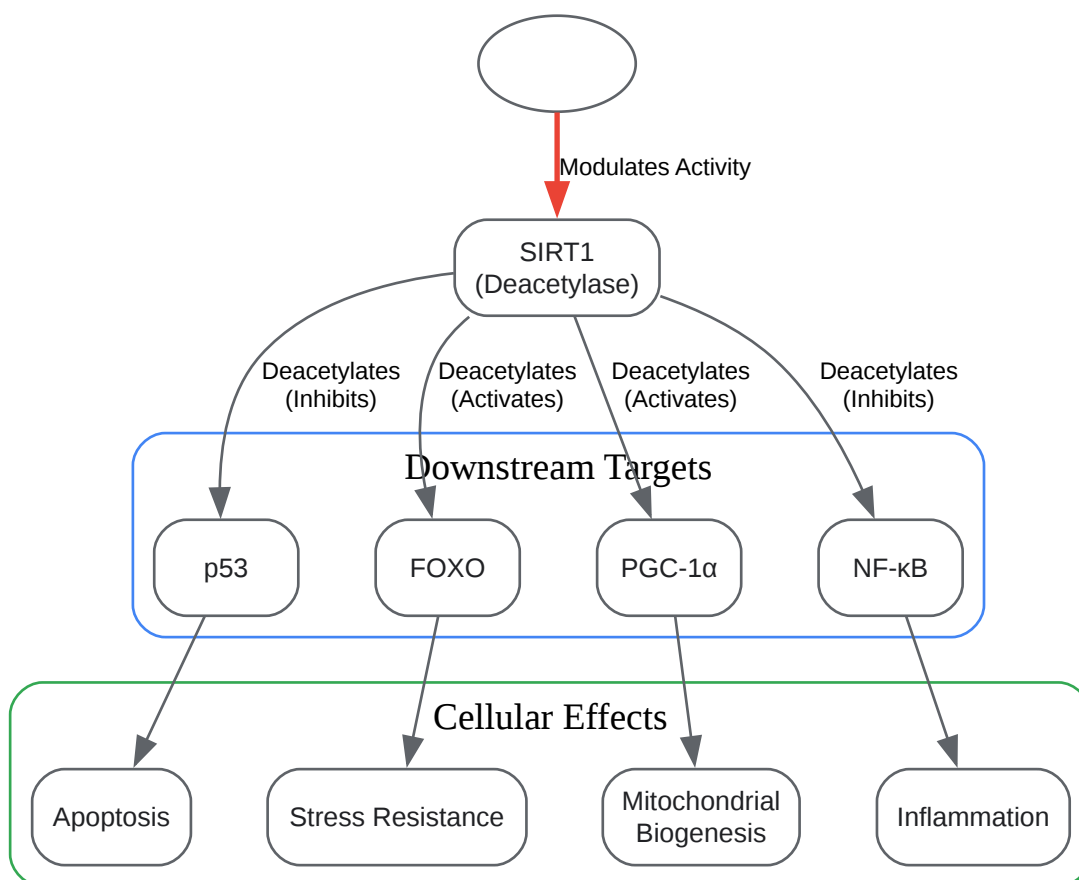 Modulates Activity
SIRT1
(Deacetylase)
Deacetylates
(Inhibits)
Deacetylates
(Activates)
Deacetylates
(Activates)
Deacetylates
(Inhibits)
Downstream Targets
p53
FOXO
PGC-1α
NF-κB
Cellular Effects
Apoptosis
Stress Resistance
Mitochondrial
Biogenesis
Inflammation